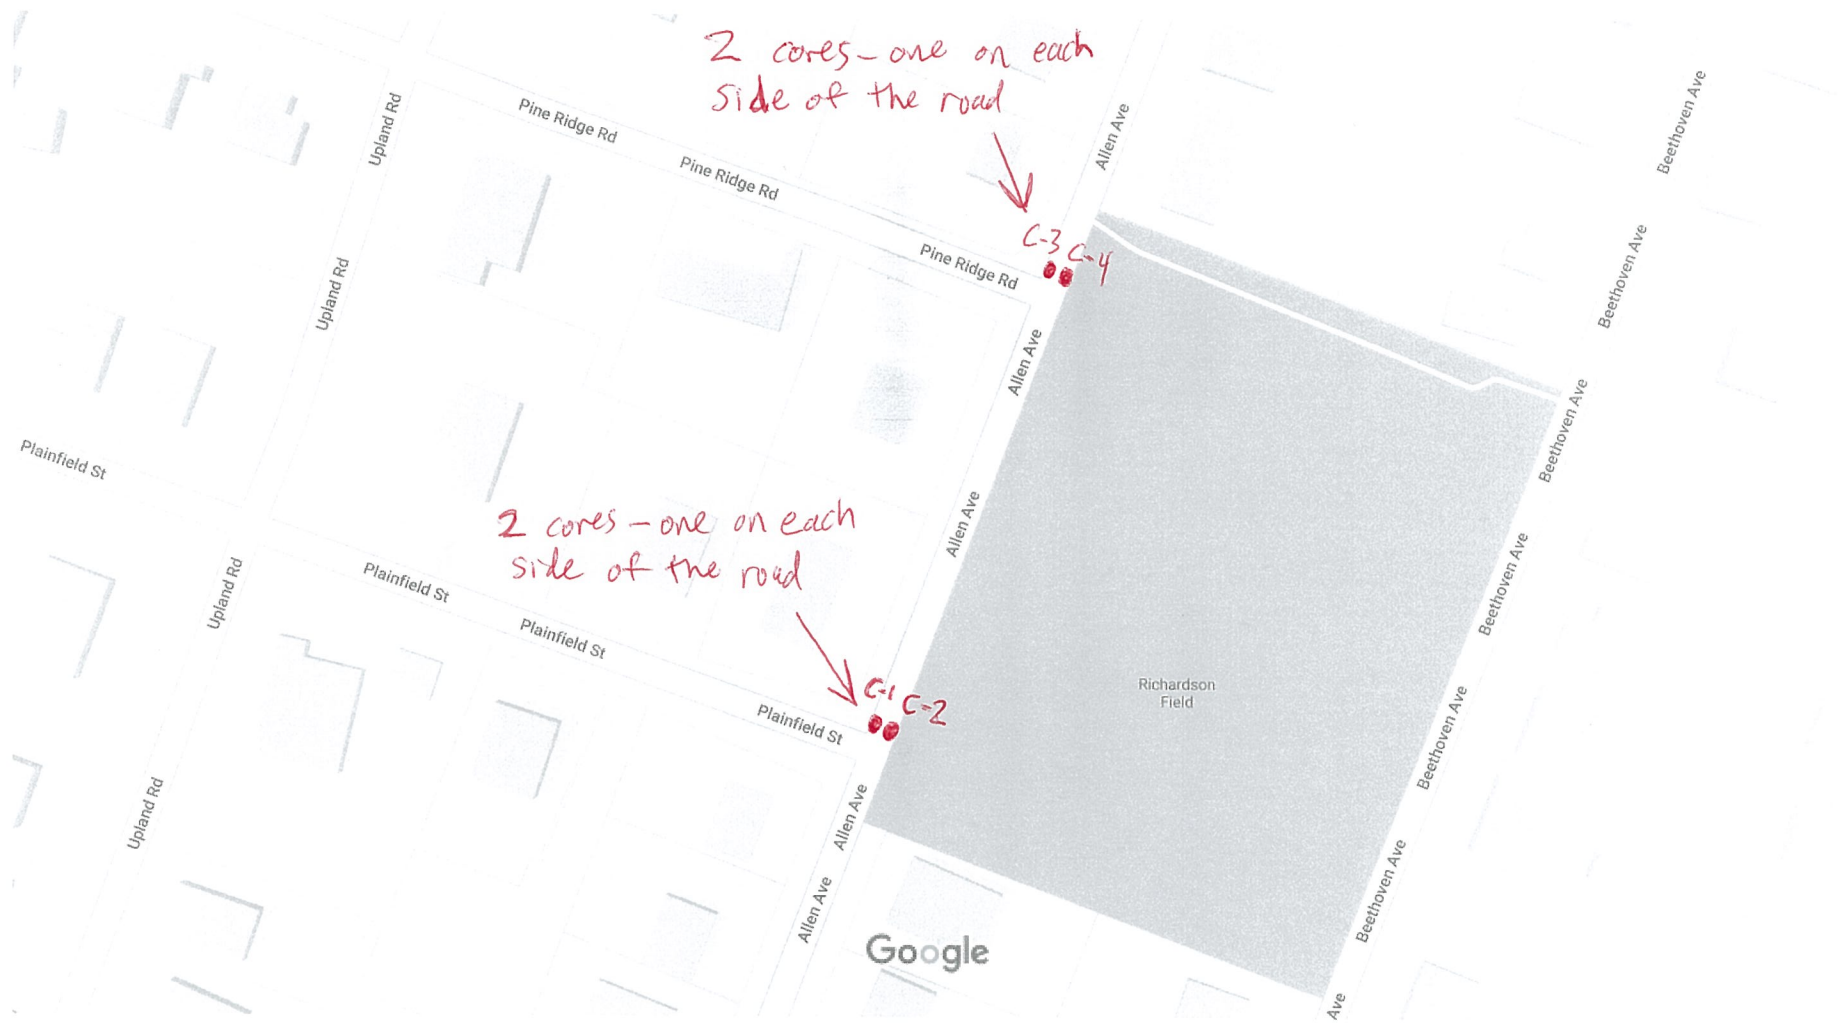 2 cores - one on each
side of the road
Pine Ridge Rd
Pine Ridge Rd
Pine Ridge Rd
Upland Rd
Upland Rd
Upland Rd
Upland Rd
Allen Ave
C-3
C-4
Allen Ave
Allen Ave
Allen Ave
Allen Ave
Beethoven Ave
Beethoven Ave
Beethoven Ave
Beethoven Ave
Beethoven Ave
Beethoven Ave
Ave
Plainfield St
2 cores - one on each
side of the road
Plainfield St
Plainfield St
Plainfield St
C-1
C-2
Richardson
Field
Google